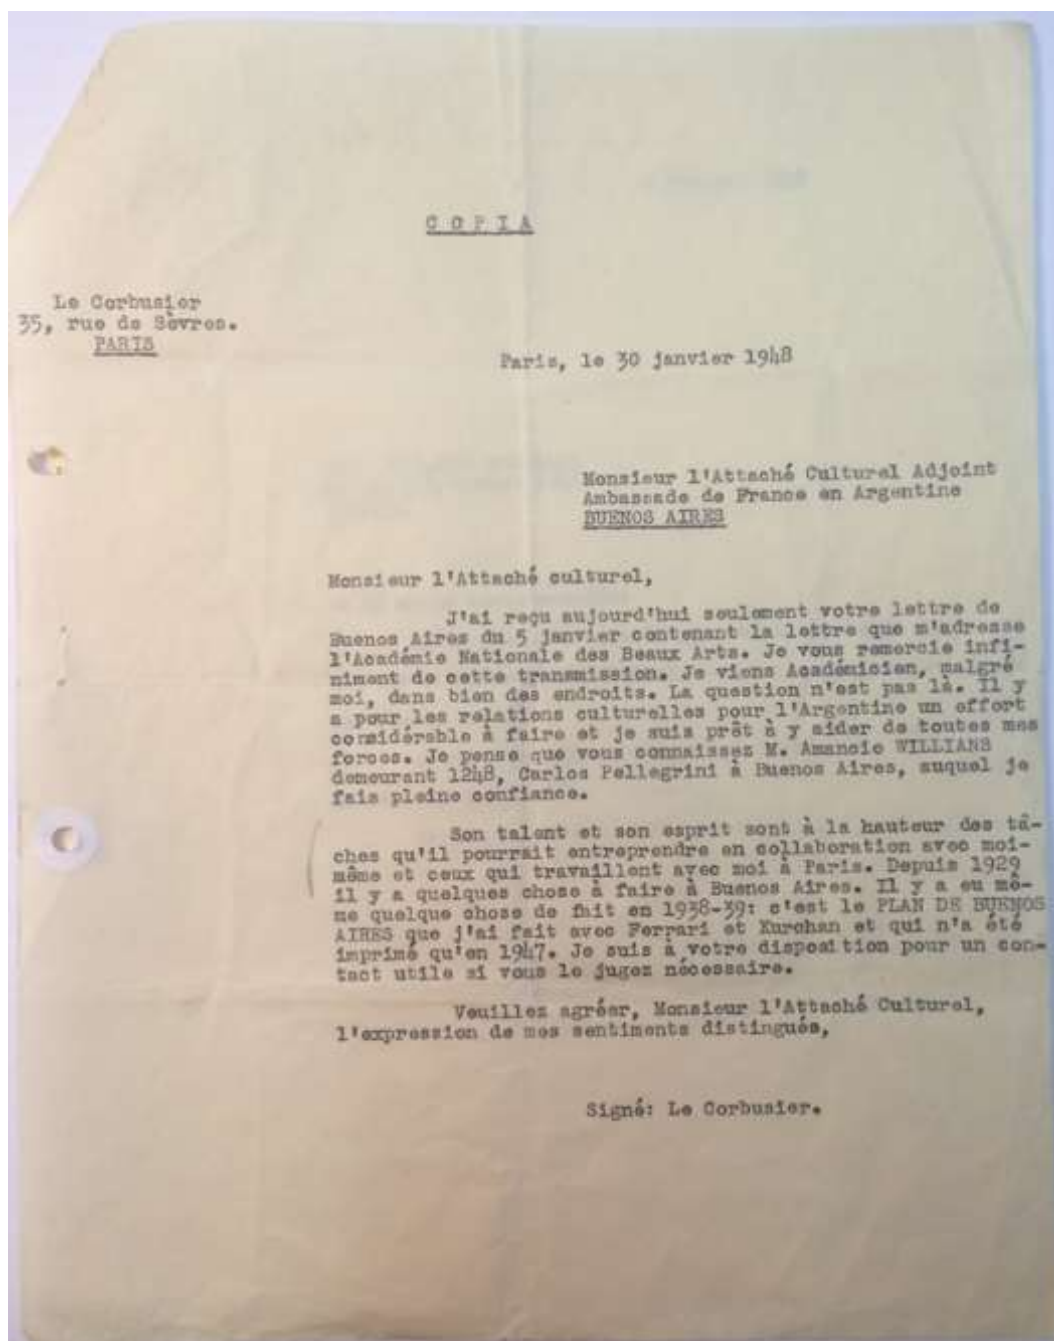 COPIA
Le Corbusier
35, rue de Sèvres.
PARIS
Paris, le 30 janvier 1948
Monsieur l'Attaché Culturel Adjoint
Ambassade de France en Argentine
BUENOS AIRES
Monsieur l'Attaché culturel,
J'ai reçu aujourd'hui seulement votre lettre de
Buenos Aires du 5 janvier contenant la lettre que m'adresse
l'Académie Nationale des Beaux Arts. Je vous remercie infi-
niment de cette transmission. Je viens Académicien, malgré
moi, dans bien des endroits. La question n'est pas là. Il y
a pour les relations culturelles pour l'Argentine un effort
considérable à faire et je suis prêt à y aider de toutes mes
forces. Je pense que vous connaissez M. Amancio WILLIANS
demeurant 1248, Carlos Pellegrini à Buenos Aires, auquel je
fais pleine confiance.
Son talent et son esprit sont à la hauteur des tâ-
ches qu'il pourrait entreprendre en collaboration avec moi-
même et ceux qui travaillent avec moi à Paris. Depuis 1929
il y a quelques chose à faire à Buenos Aires. Il y a eu mê-
me quelque chose de fait en 1938-39: c'est le PLAN DE BUENOS
AIRES que j'ai fait avec Ferrari et Kurchan et qui n'a été
imprimé qu'en 1947. Je suis à votre disposition pour un con-
tact utile si vous le jugez nécessaire.
Veuillez agréer, Monsieur l'Attaché Culturel,
l'expression de mes sentiments distingués,
Signé: Le Corbusier.